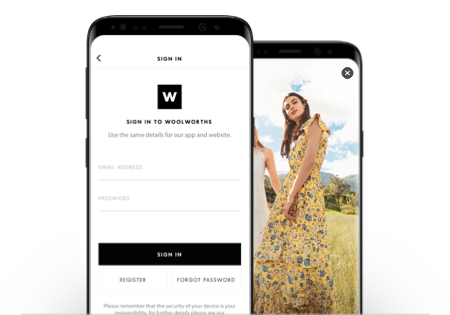 SIGN IN
W
SIGN IN TO WOOLWORTHS
Use the same details for our app and website.
EMAIL ADDRESS
PASSWORD
SIGN IN
REGISTER FORGOT PASSWORD
Please remember that the security of your device is your
responsibility, for further details please see our